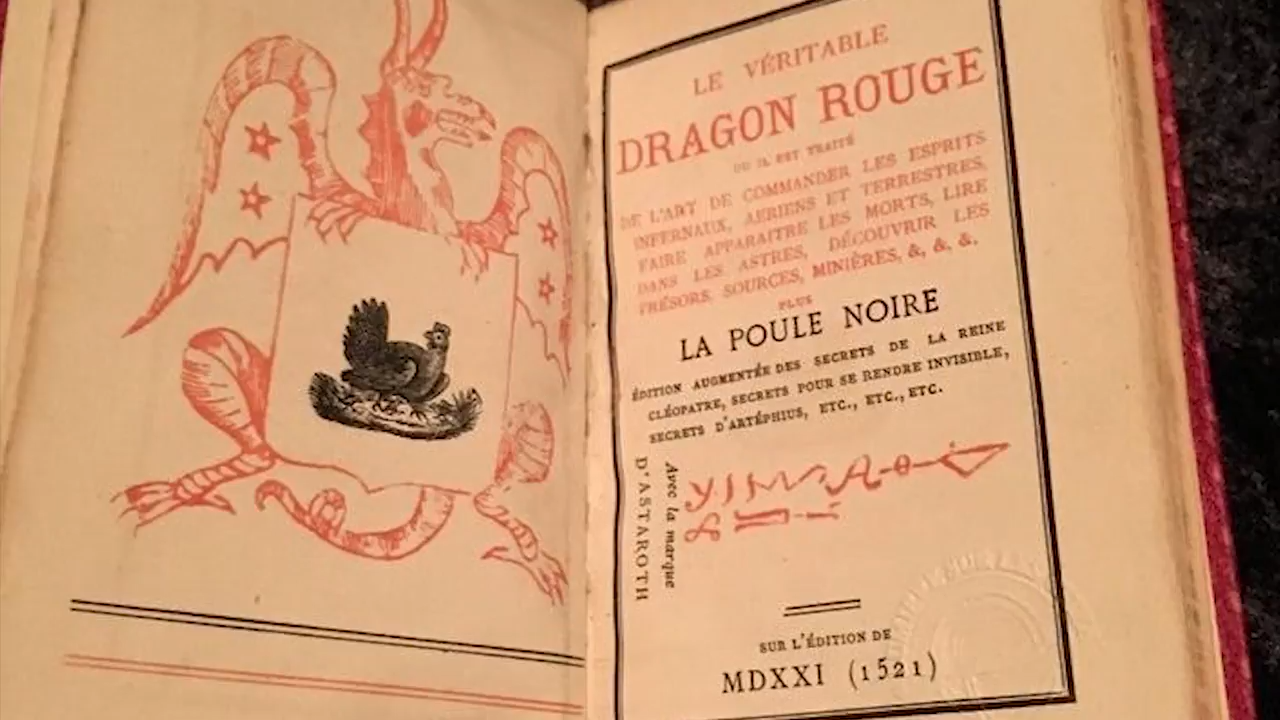 LE VÉRITABLE
DRAGON ROUGE
OU IL EST TRAITÉ
DE L'ART DE COMMANDER LES ESPRITS
INFERNAUX, AERIENS ET TERRESTRES,
FAIRE APPARAITRE LES MORTS, LIRE
DANS LES ASTRES, DÉCOUVRIR LES
TRÉSORS, SOURCES, MINIÈRES, &, &, &.
PLUS
LA POULE NOIRE
ÉDITION AUGMENTÉE DES SECRETS DE LA REINE
CLÉOPATRE, SECRETS POUR SE RENDRE INVISIBLE,
SECRETS D'ARTÉPHIUS, ETC., ETC., ETC.
Avec la marque
D'ASTAROTH
SUR L'ÉDITION DE
MDXXI (1521)